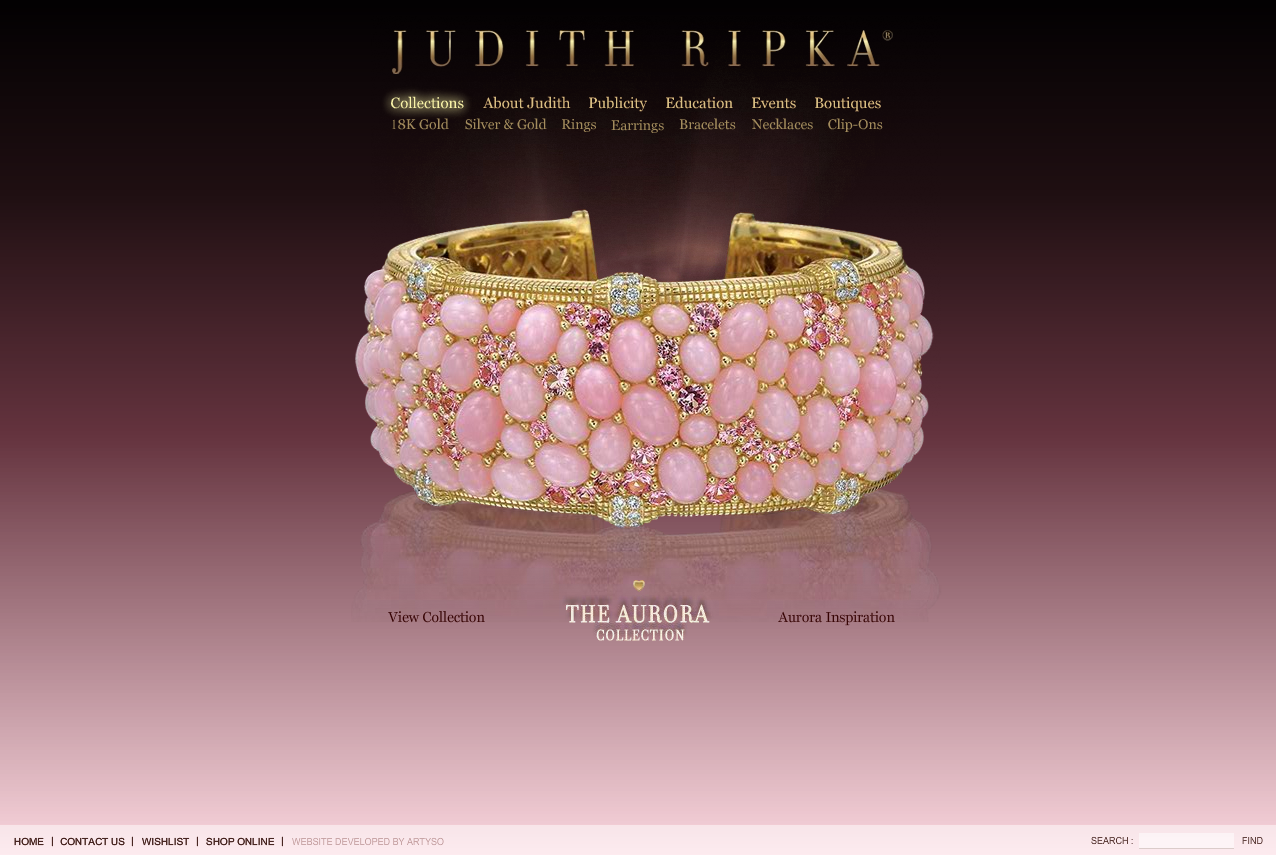 JUDITH RIPKA®
Collections About Judith Publicity Education Events Boutiques
18K Gold Silver & Gold Rings Earrings Bracelets Necklaces Clip-Ons
View Collection THE AURORA Aurora Inspiration
COLLECTION
HOME | CONTACT US | WISHLIST | SHOP ONLINE | WEBSITE DEVELOPED BY ARTYSO SEARCH : FIND